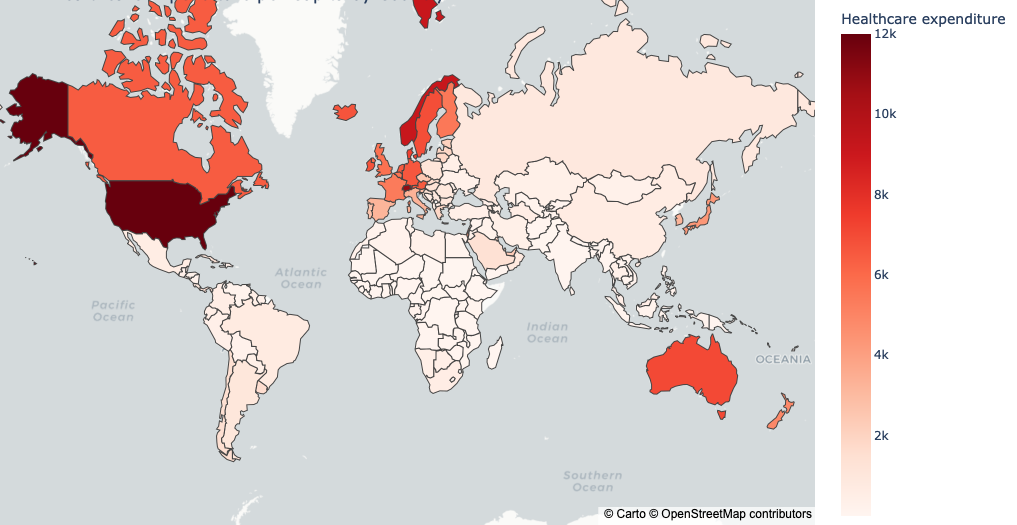 Healthcare expenditure
12k
10k
8k
6k
4k
2k
Atlantic
Ocean
Pacific
Ocean
Indian
Ocean
OCEANIA
Southern
Ocean
© Carto © OpenStreetMap contributors